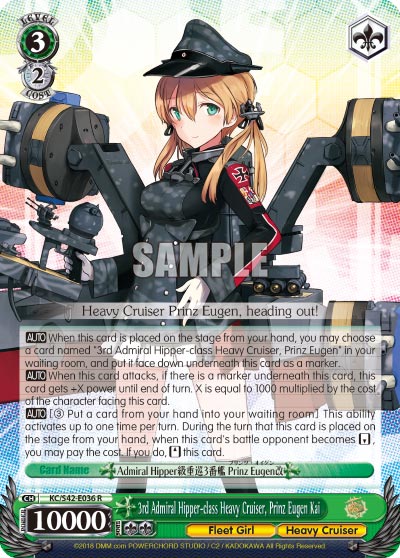 LEVEL
3
2
COST
SAMPLE
Heavy Cruiser Prinz Eugen, heading out!
AUTO When this card is placed on the stage from your hand, you may choose
a card named "3rd Admiral Hipper-class Heavy Cruiser, Prinz Eugen" in your
waiting room, and put it face down underneath this card as a marker.
AUTO When this card attacks, if there is a marker underneath this card, this
card gets +X power until end of turn. X is equal to 1000 multiplied by the cost
of the character facing this card.
AUTO [③ Put a card from your hand into your waiting room] This ability
activates up to one time per turn. During the turn that this card is placed on
the stage from your hand, when this card's battle opponent becomes,
you may pay the cost. If you do, this card.
Card Name
プリンツ オイゲン
Admiral Hipper級重巡3番艦 Prinz Eugen改
CH KC/S42-E036 R
3rd Admiral Hipper-class Heavy Cruiser, Prinz Eugen Kai
10000
Fleet Girl
Heavy Cruiser
©2016 DMM.com POWERCHORD STUDIO / C2 / KADOKAWA All Rights Reserved.